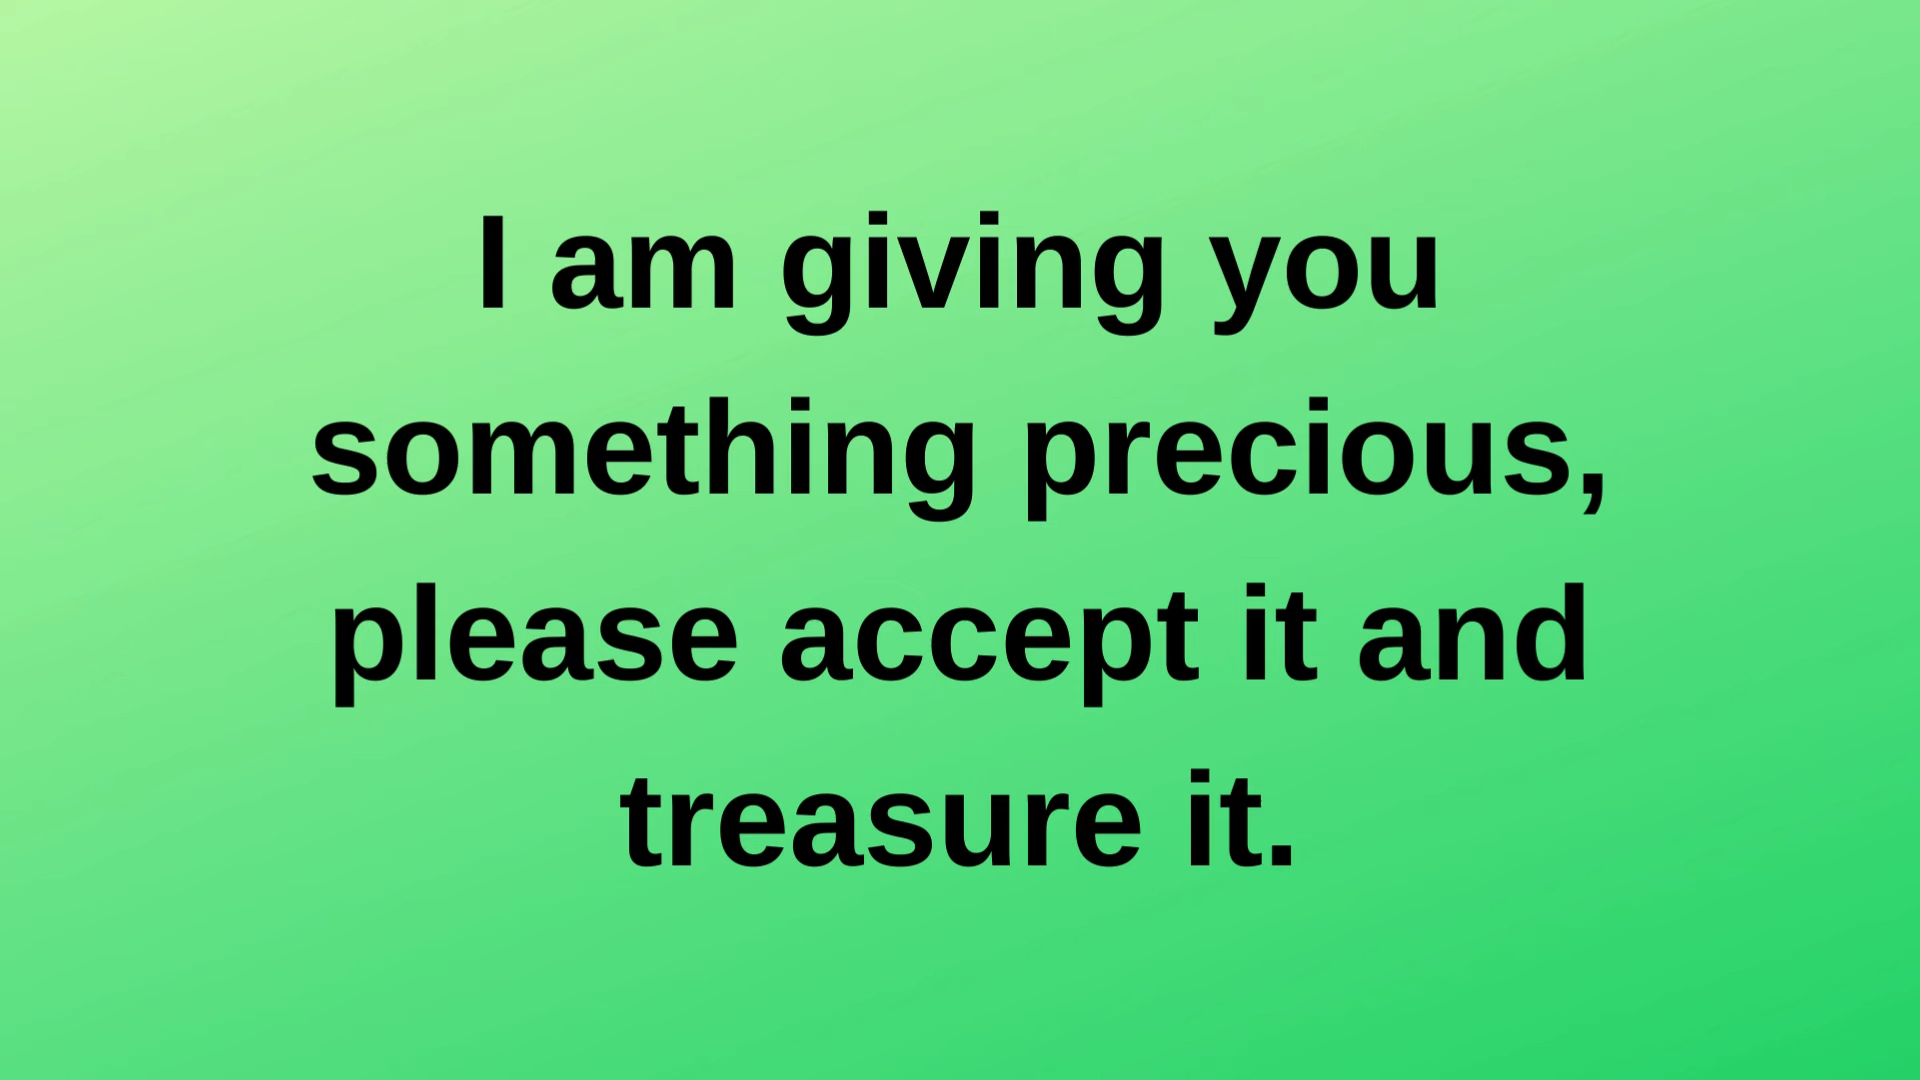 I am giving you
something precious,
please accept it and
treasure it.